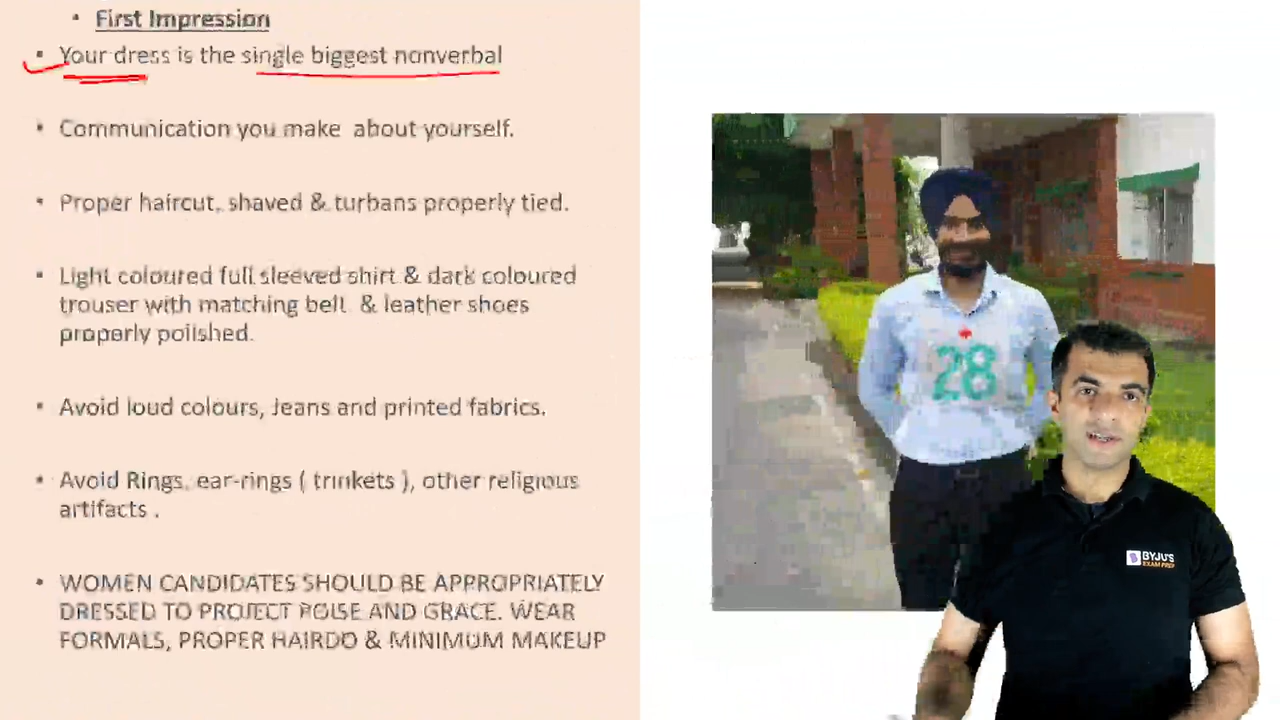 First Impression
Your dress is the single biggest nonverbal
Communication you make about yourself.
Proper haircut, shaved & turbans properly tied.
Light coloured full sleeved shirt & dark coloured
trouser with matching belt & leather shoes
properly polished.
Avoid loud colours, Jeans and printed fabrics.
Avoid Rings, ear-rings ( trinkets ), other religious
artifacts .
WOMEN CANDIDATES SHOULD BE APPROPRIATELY
DRESSED TO PROJECT POISE AND GRACE. WEAR
FORMALS, PROPER HAIRDO & MINIMUM MAKEUP
28
BYJU'S
EXAM PREP